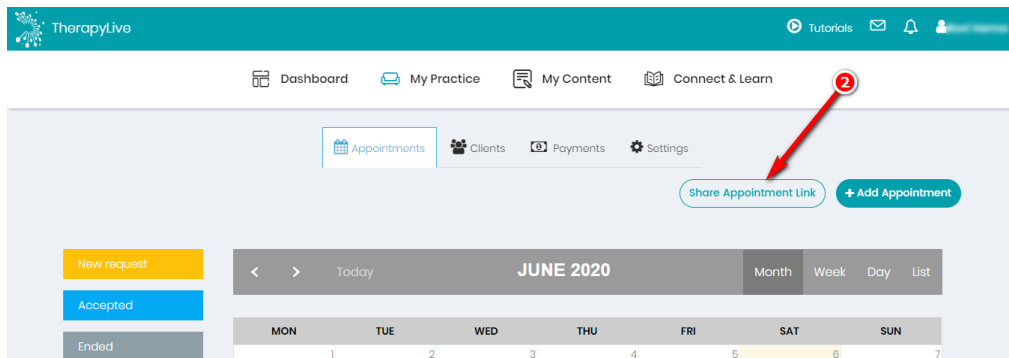 TherapyLive
Tutorials
Dashboard My Practice My Content Connect & Learn
2
Appointments Clients Payments Settings
Share Appointment Link + Add Appointment
New request
< > Today JUNE 2020 Month Week Day List
Accepted
MON TUE WED THU FRI SAT SUN
Ended
1 2 3 4 5 6 7